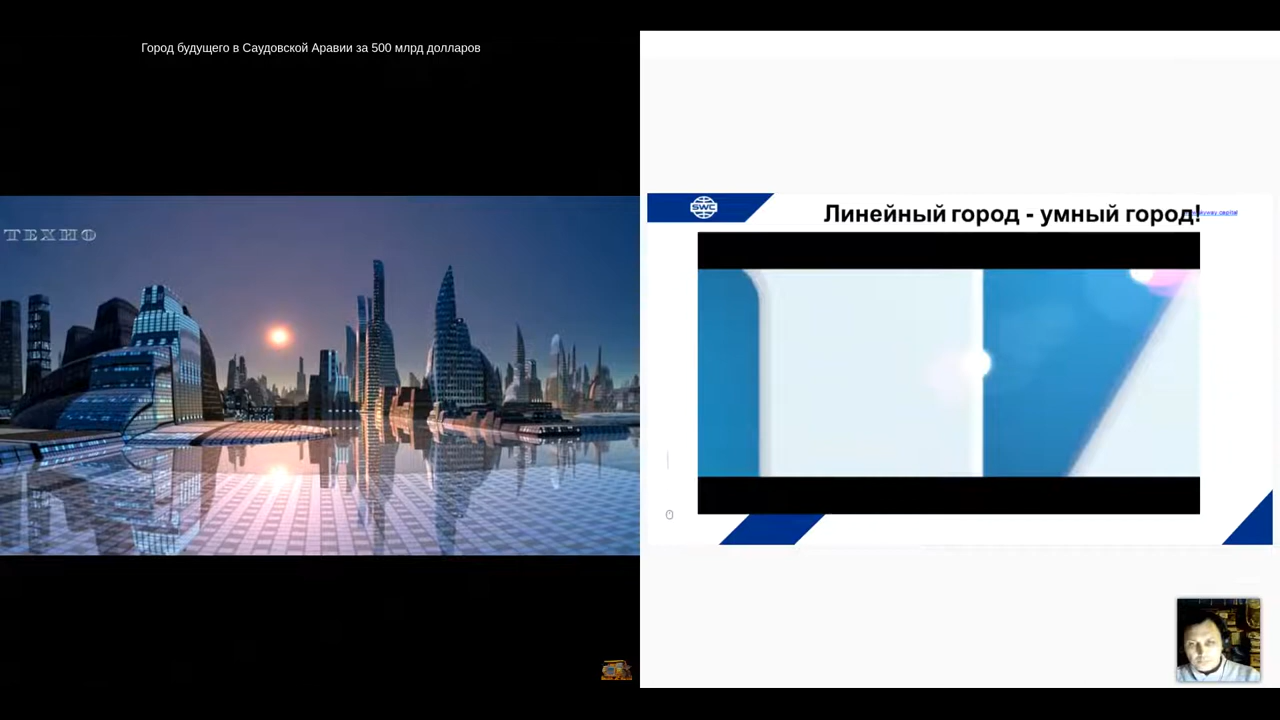 Город будущего в Саудовской Аравии за 500 млрд долларов
ТЕХНО
SWC
Линейный город - умный город!